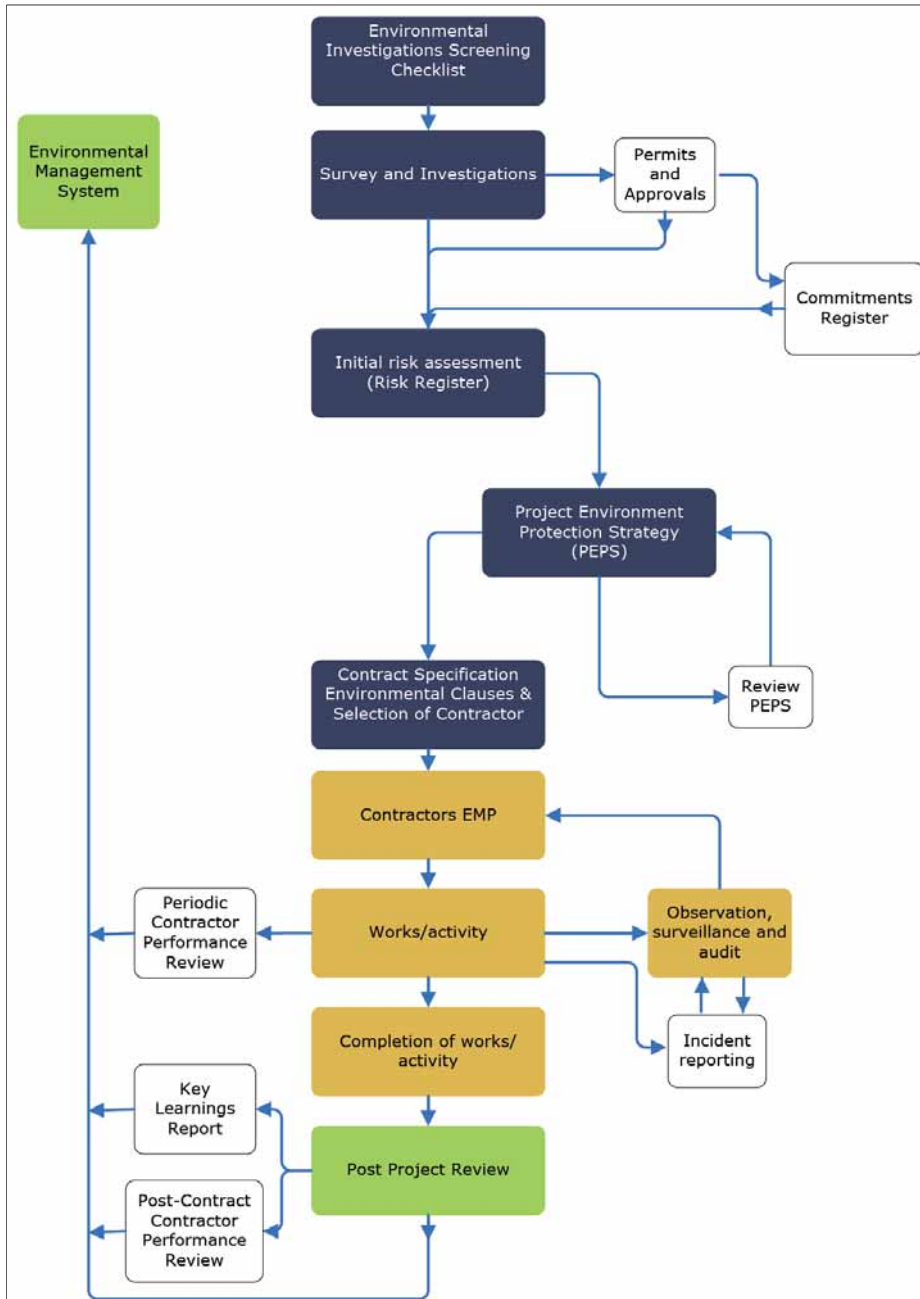 Environmental
Investigations Screening
Checklist
Environmental
Management
System
Survey and Investigations
Permits
and
Approvals
Commitments
Register
Initial risk assessment
(Risk Register)
Project Environment
Protection Strategy
(PEPS)
Contract Specification
Environmental Clauses &
Selection of Contractor
Review
PEPS
Contractors EMP
Periodic
Contractor
Performance
Review
Works/activity
Observation,
surveillance and
audit
Completion of works/
activity
Incident
reporting
Key
Learnings
Report
Post Project Review
Post-Contract
Contractor
Performance
Review